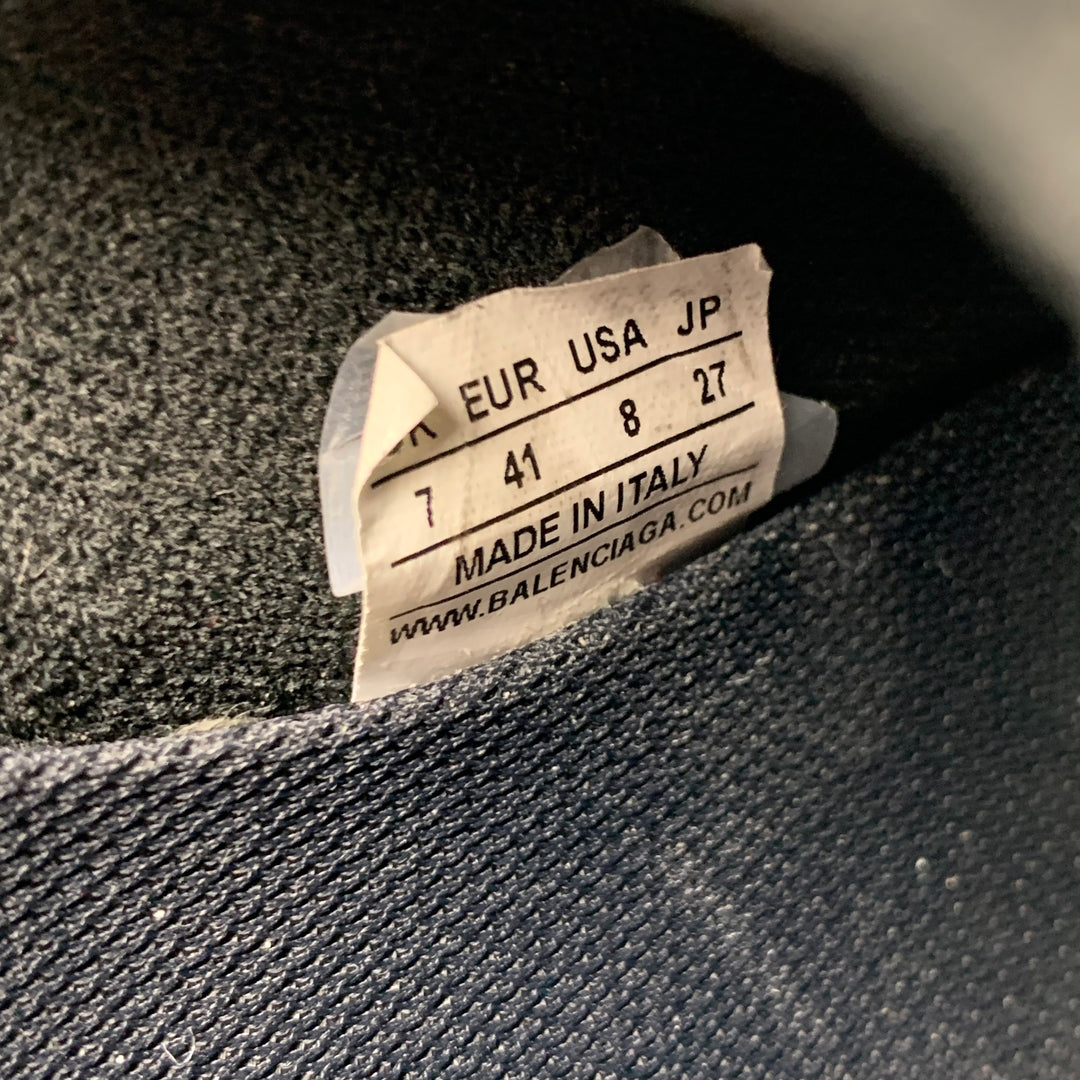 EUR USA JP
7 41 8 27
MADE IN ITALY
WWW.BALENCIAGA.COM